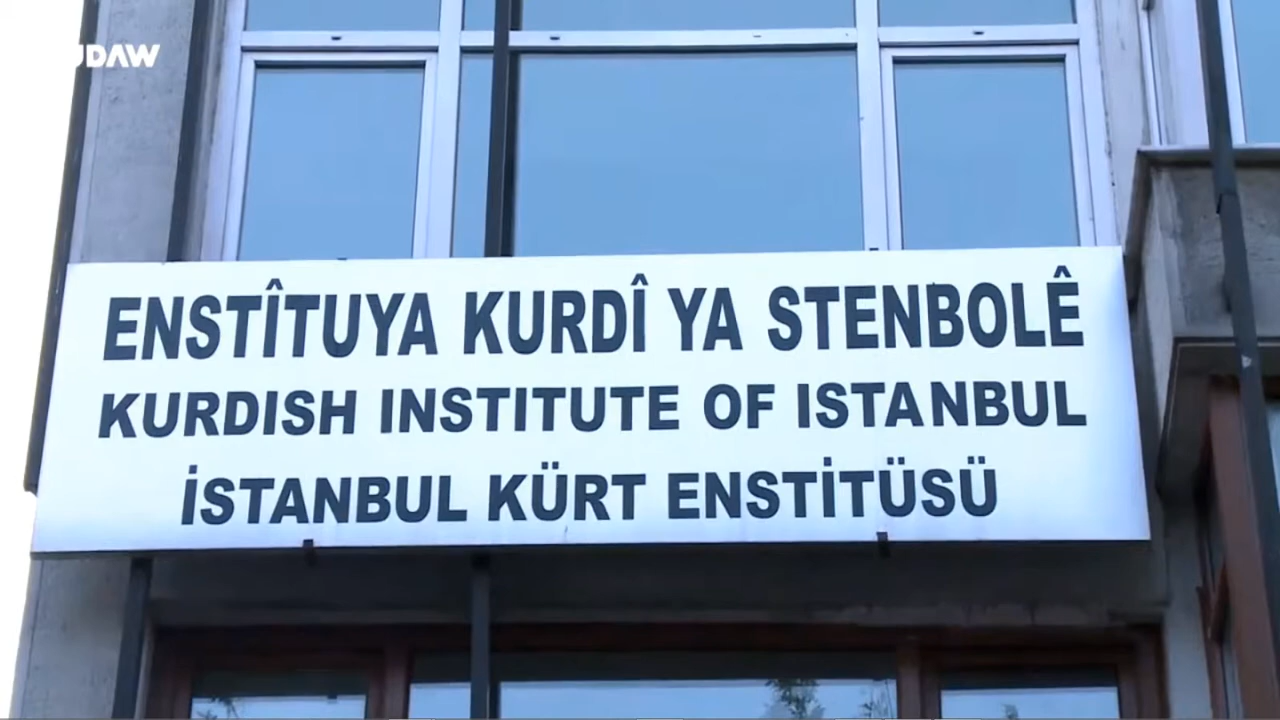 ENSTÎTUYA KURDÎ YA STENBOLÊ
KURDISH INSTITUTE OF ISTANBUL
İSTANBUL KÜRT ENSTİTÜSÜ